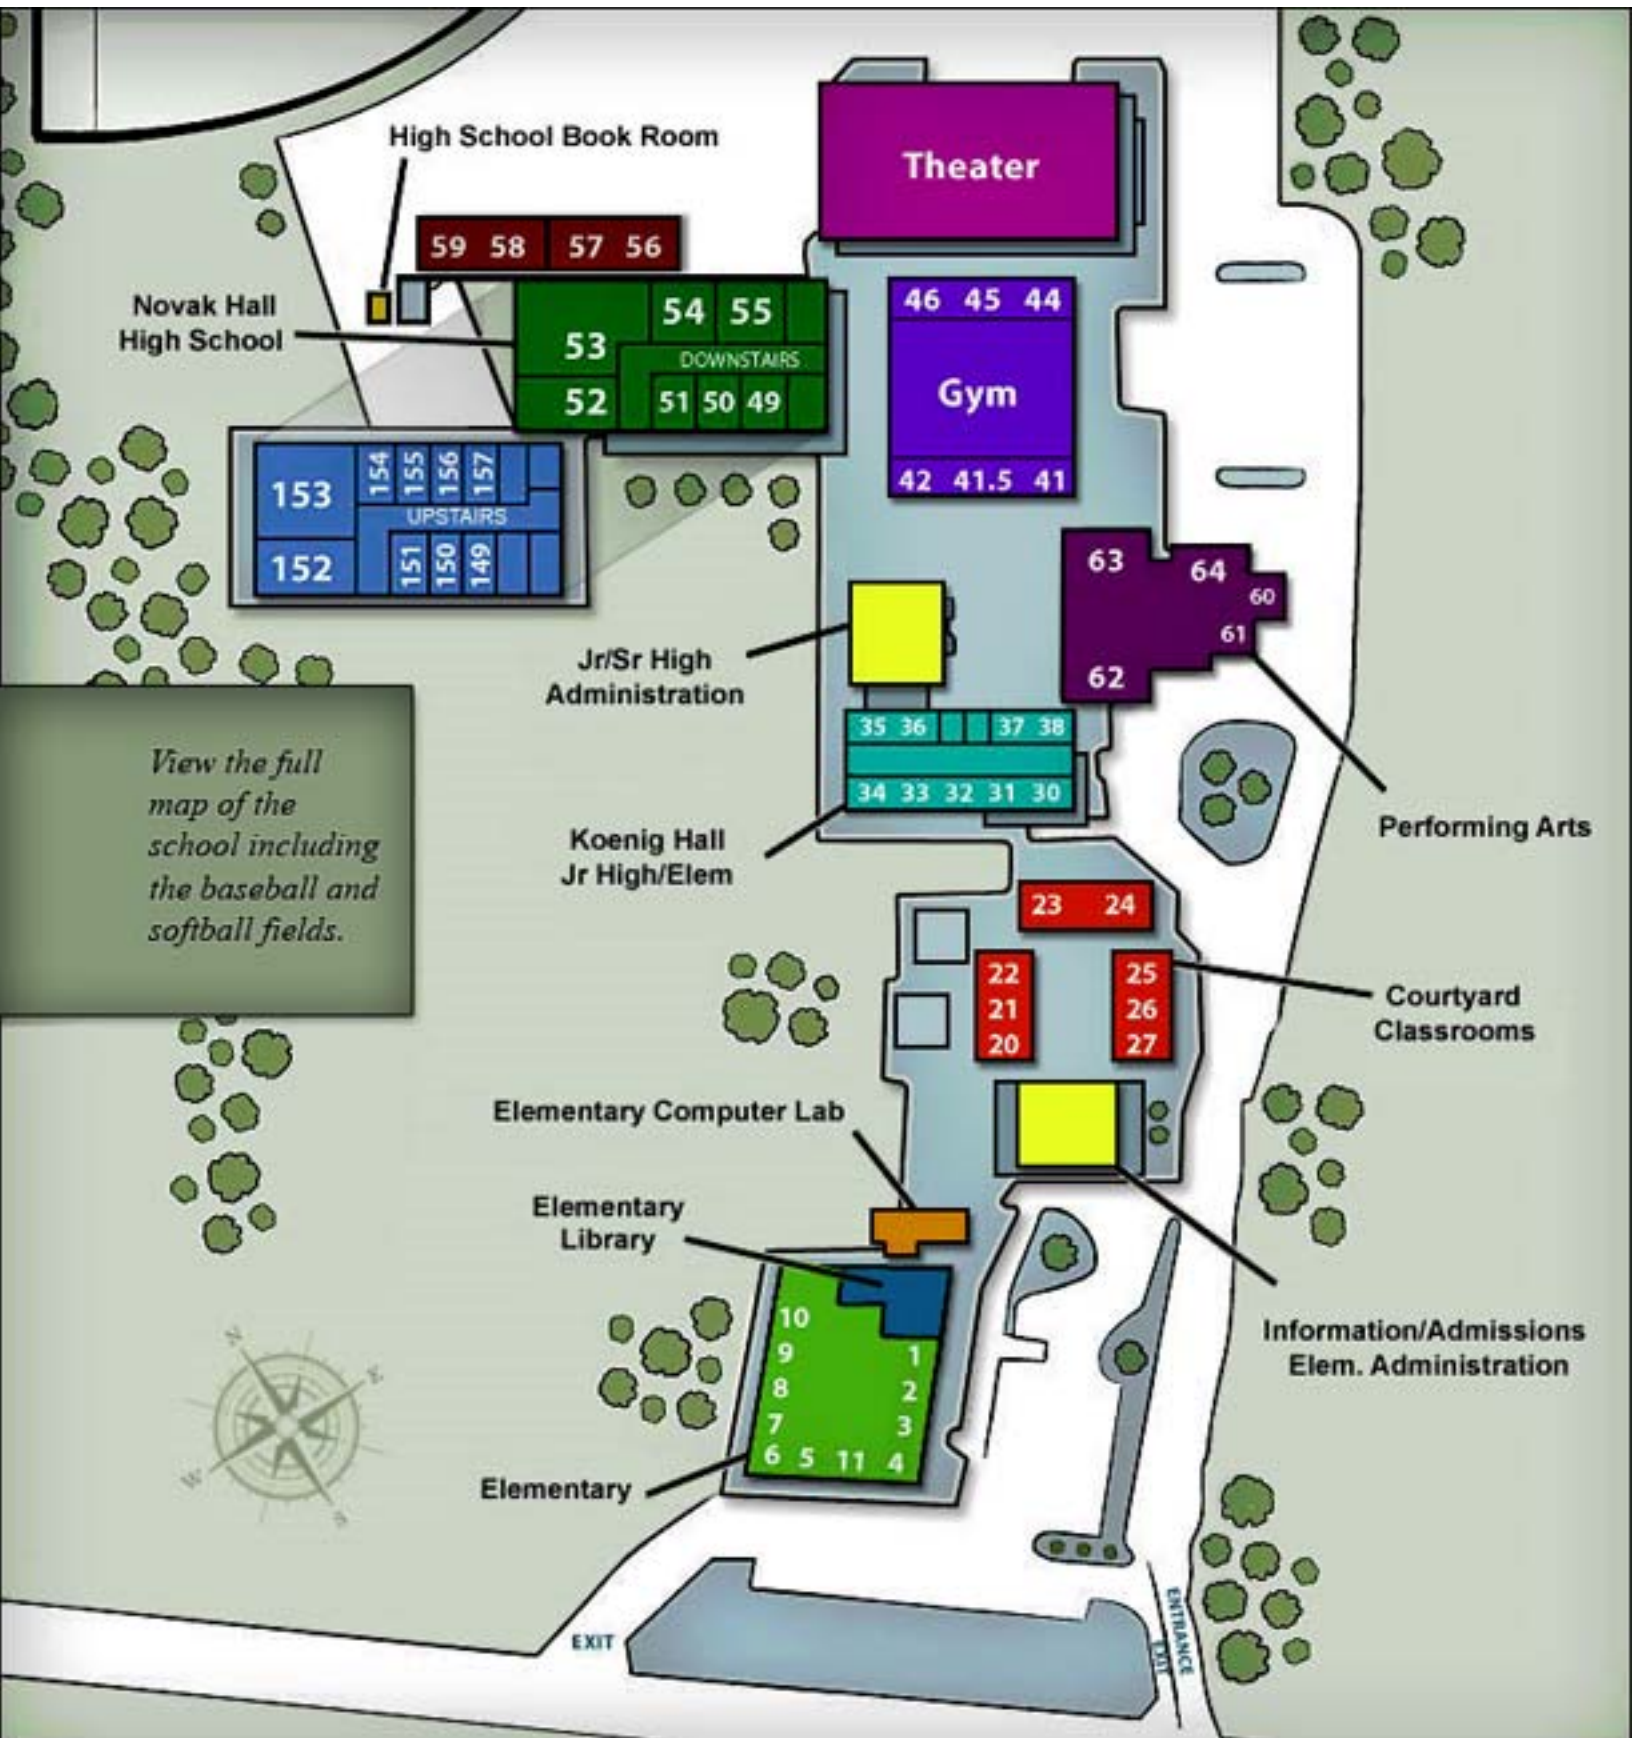 High School Book Room
Theater
59 58 57 56
Novak Hall
High School
54 55
53
DOWNSTAIRS
52 51 50 49
46 45 44
Gym
42 41.5 41
153 154 155 156 157
UPSTAIRS
152 151 150 149
63 64
60
61
62
Jr/Sr High
Administration
35 36 37 38
34 33 32 31 30
Koenig Hall
Jr High/Elem
Performing Arts
View the full
map of the
school including
the baseball and
softball fields.
23 24
22
21
20
25
26
27
Courtyard
Classrooms
Elementary Computer Lab
Elementary
Library
Information/Admissions
Elem. Administration
10
9 1
8 2
7 3
6 5 11 4
Elementary
N
E
W
S
EXIT
ENTRANCE
EXIT